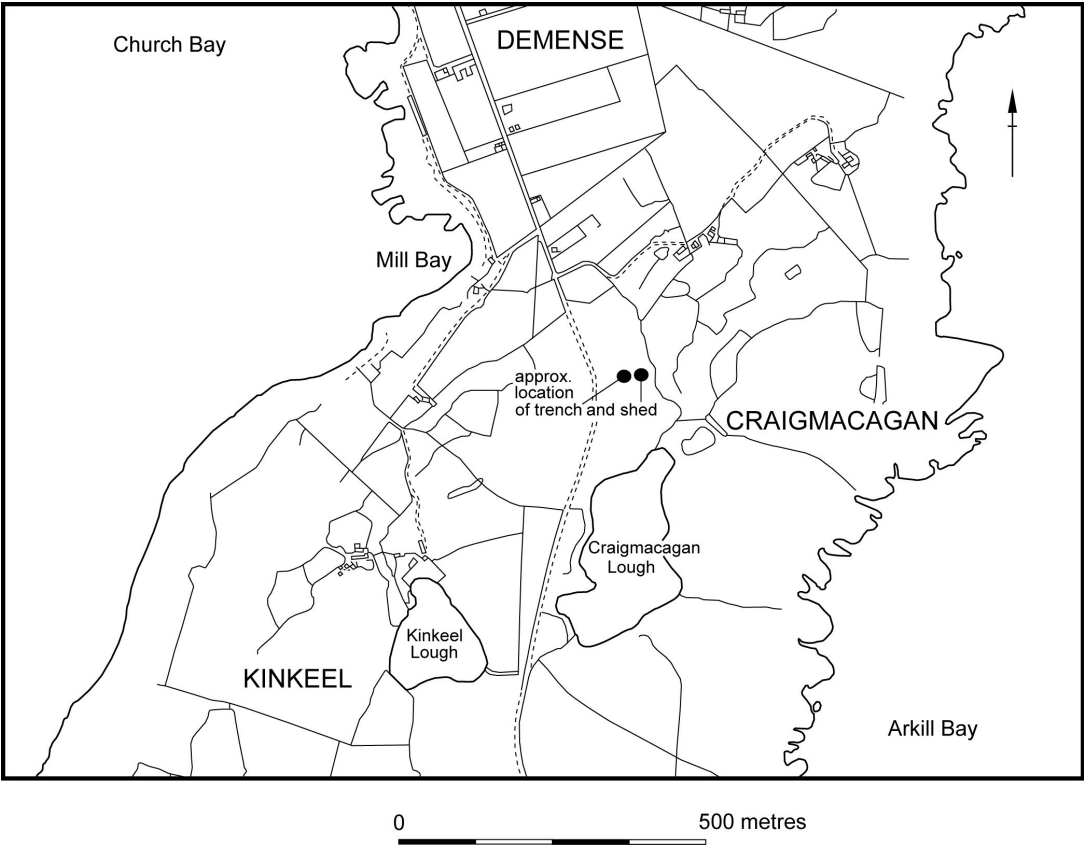 Church Bay
DEMENSE
Mill Bay
approx.
location
of trench and shed
CRAIGMACAGAN
Craigmacagan
Lough
Kinkeel
Lough
KINKEEL
Arkill Bay
0 500 metres